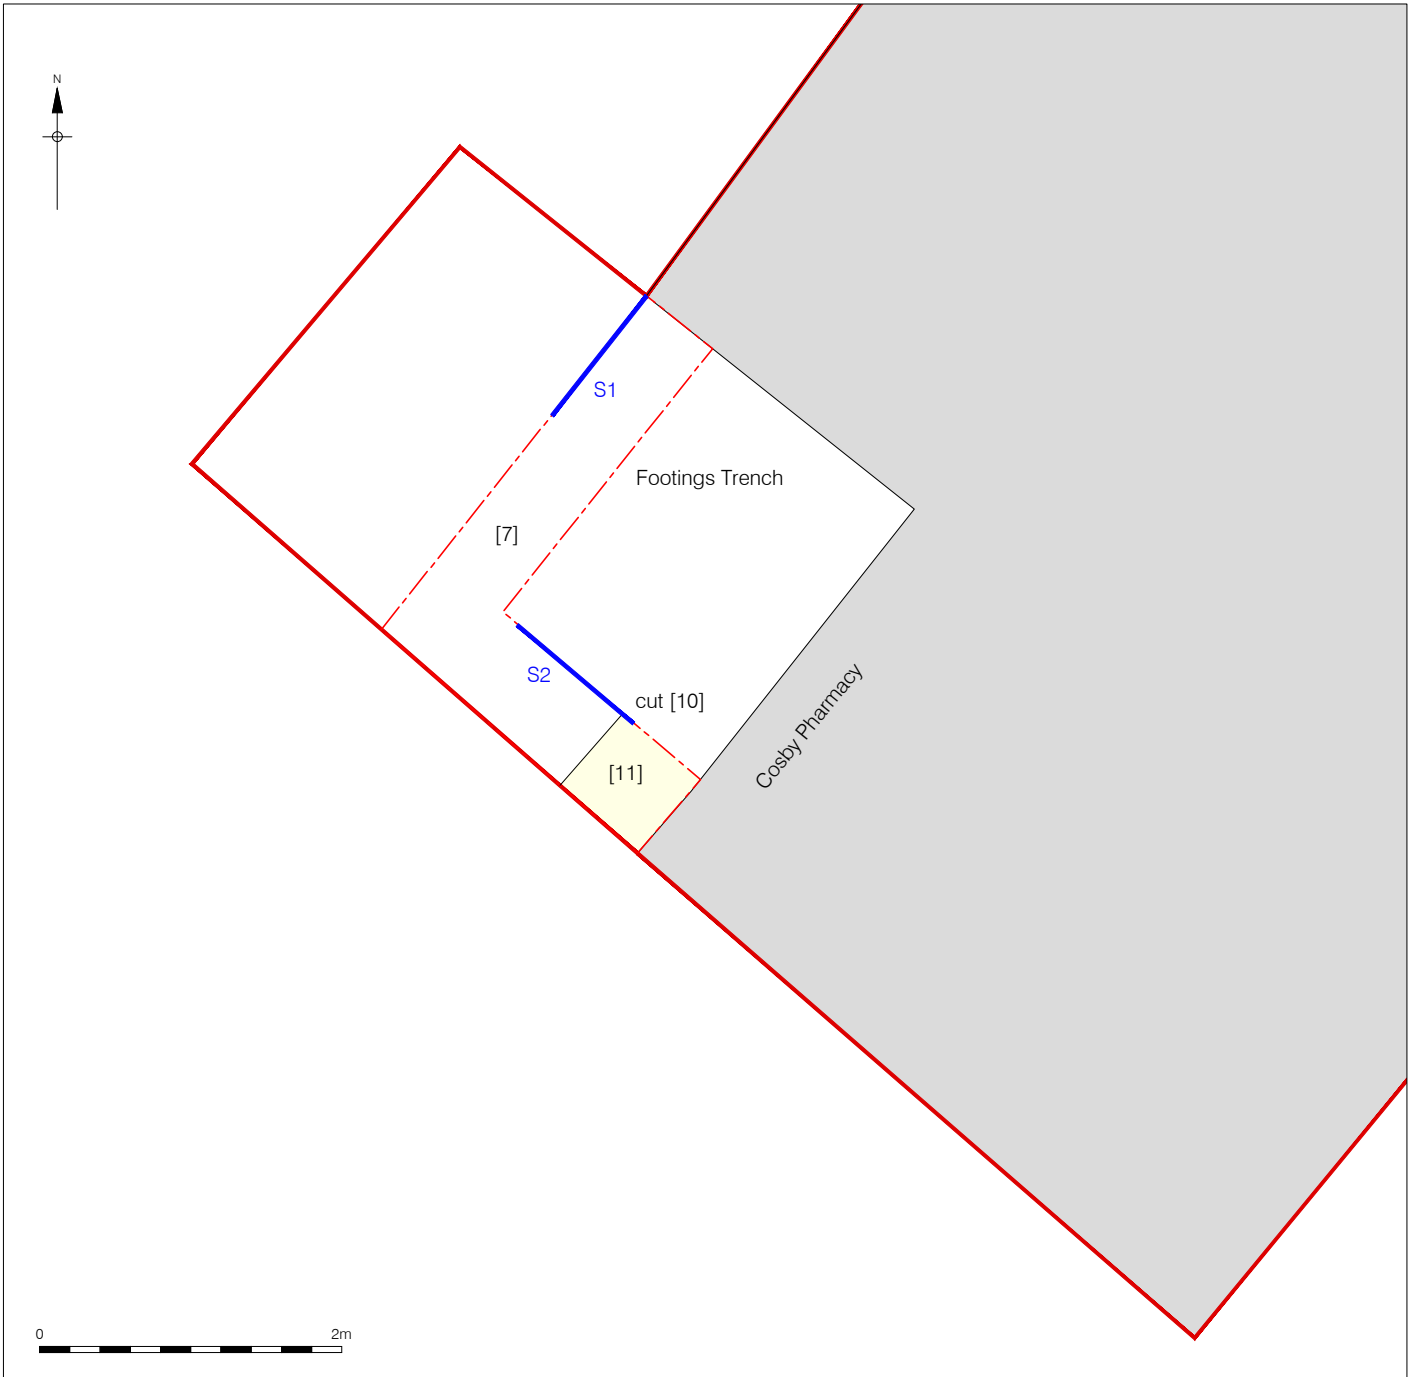 N
S1
Footings Trench
[7]
S2
cut [10]
Cosby Pharmacy
[11]
0 2m